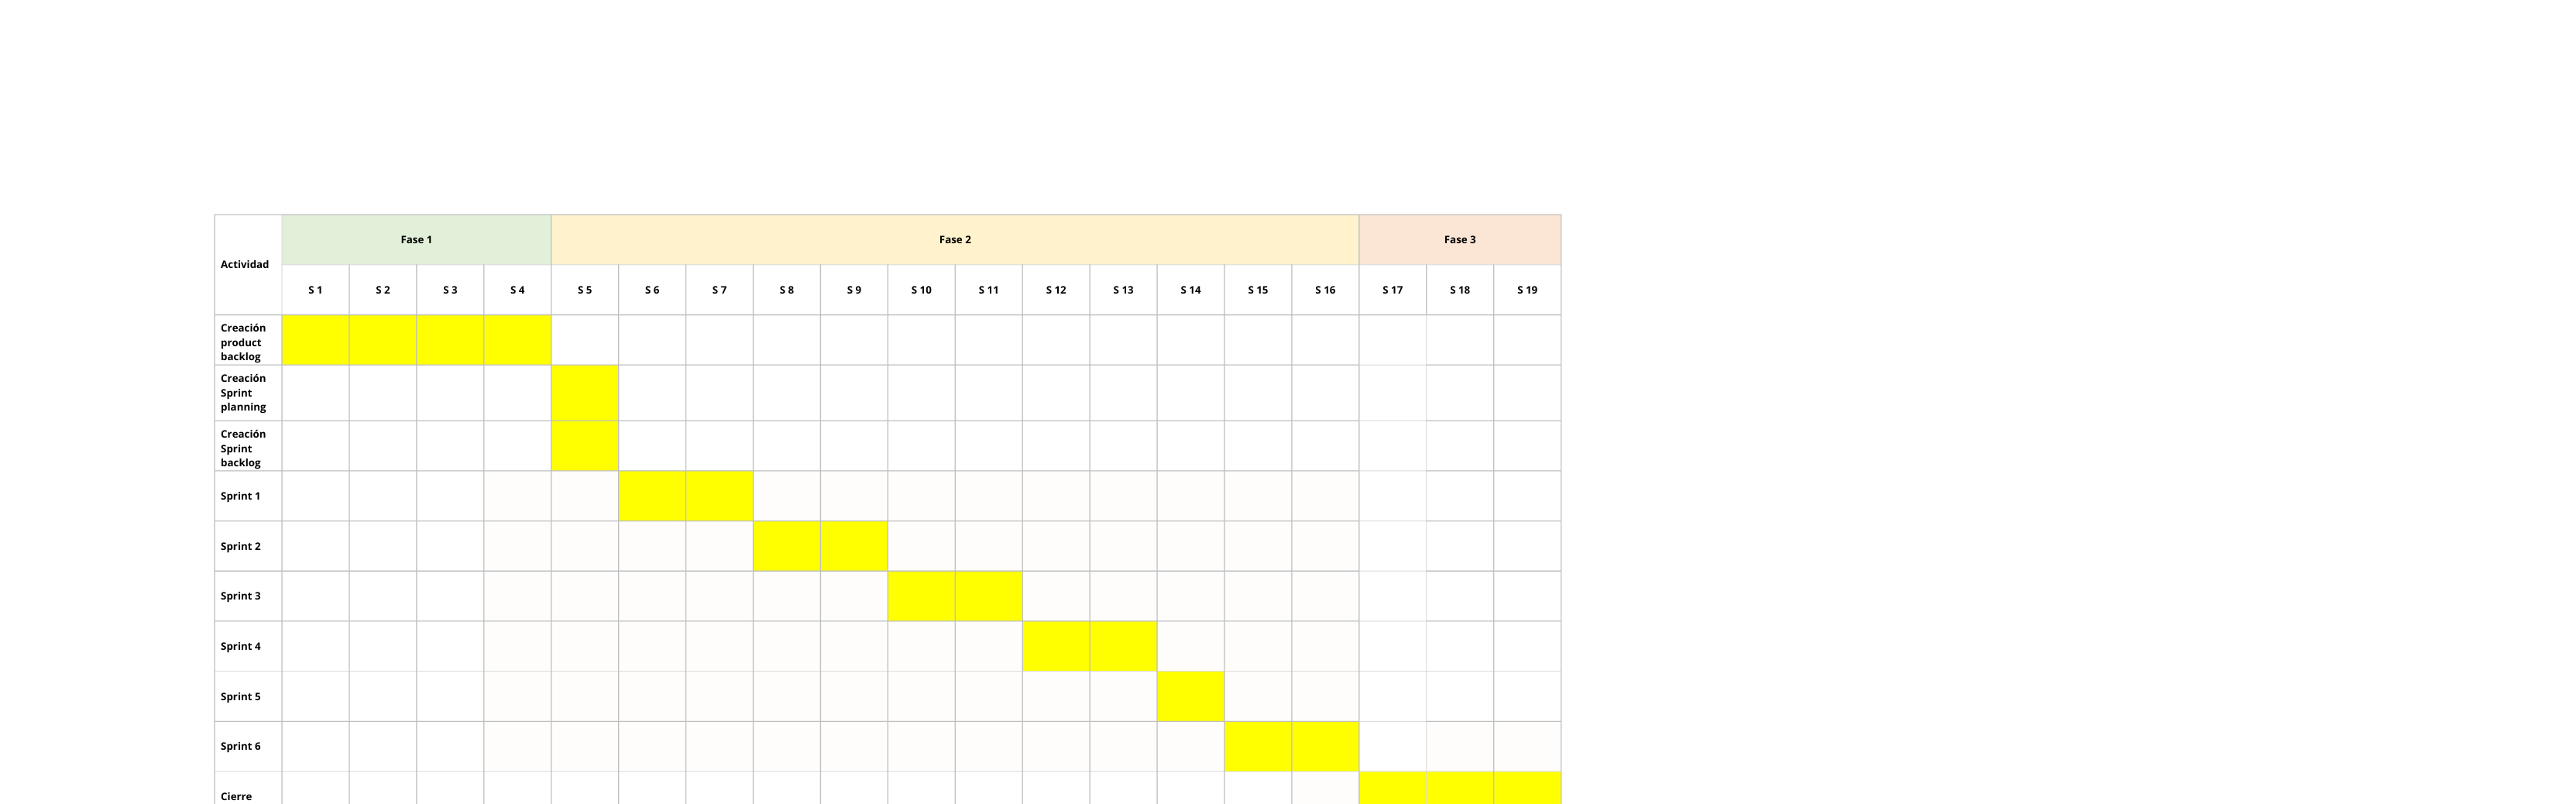 Actividad
Fase 1 Fase 2 Fase 3
S 1 S 2 S 3 S 4 S 5 S 6 S 7 S 8 S 9 S 10 S 11 S 12 S 13 S 14 S 15 S 16 S 17 S 18 S 19
Creación
product
backlog
Creación
Sprint
planning
Creación
Sprint
backlog
Sprint 1
Sprint 2
Sprint 3
Sprint 4
Sprint 5
Sprint 6
Cierre